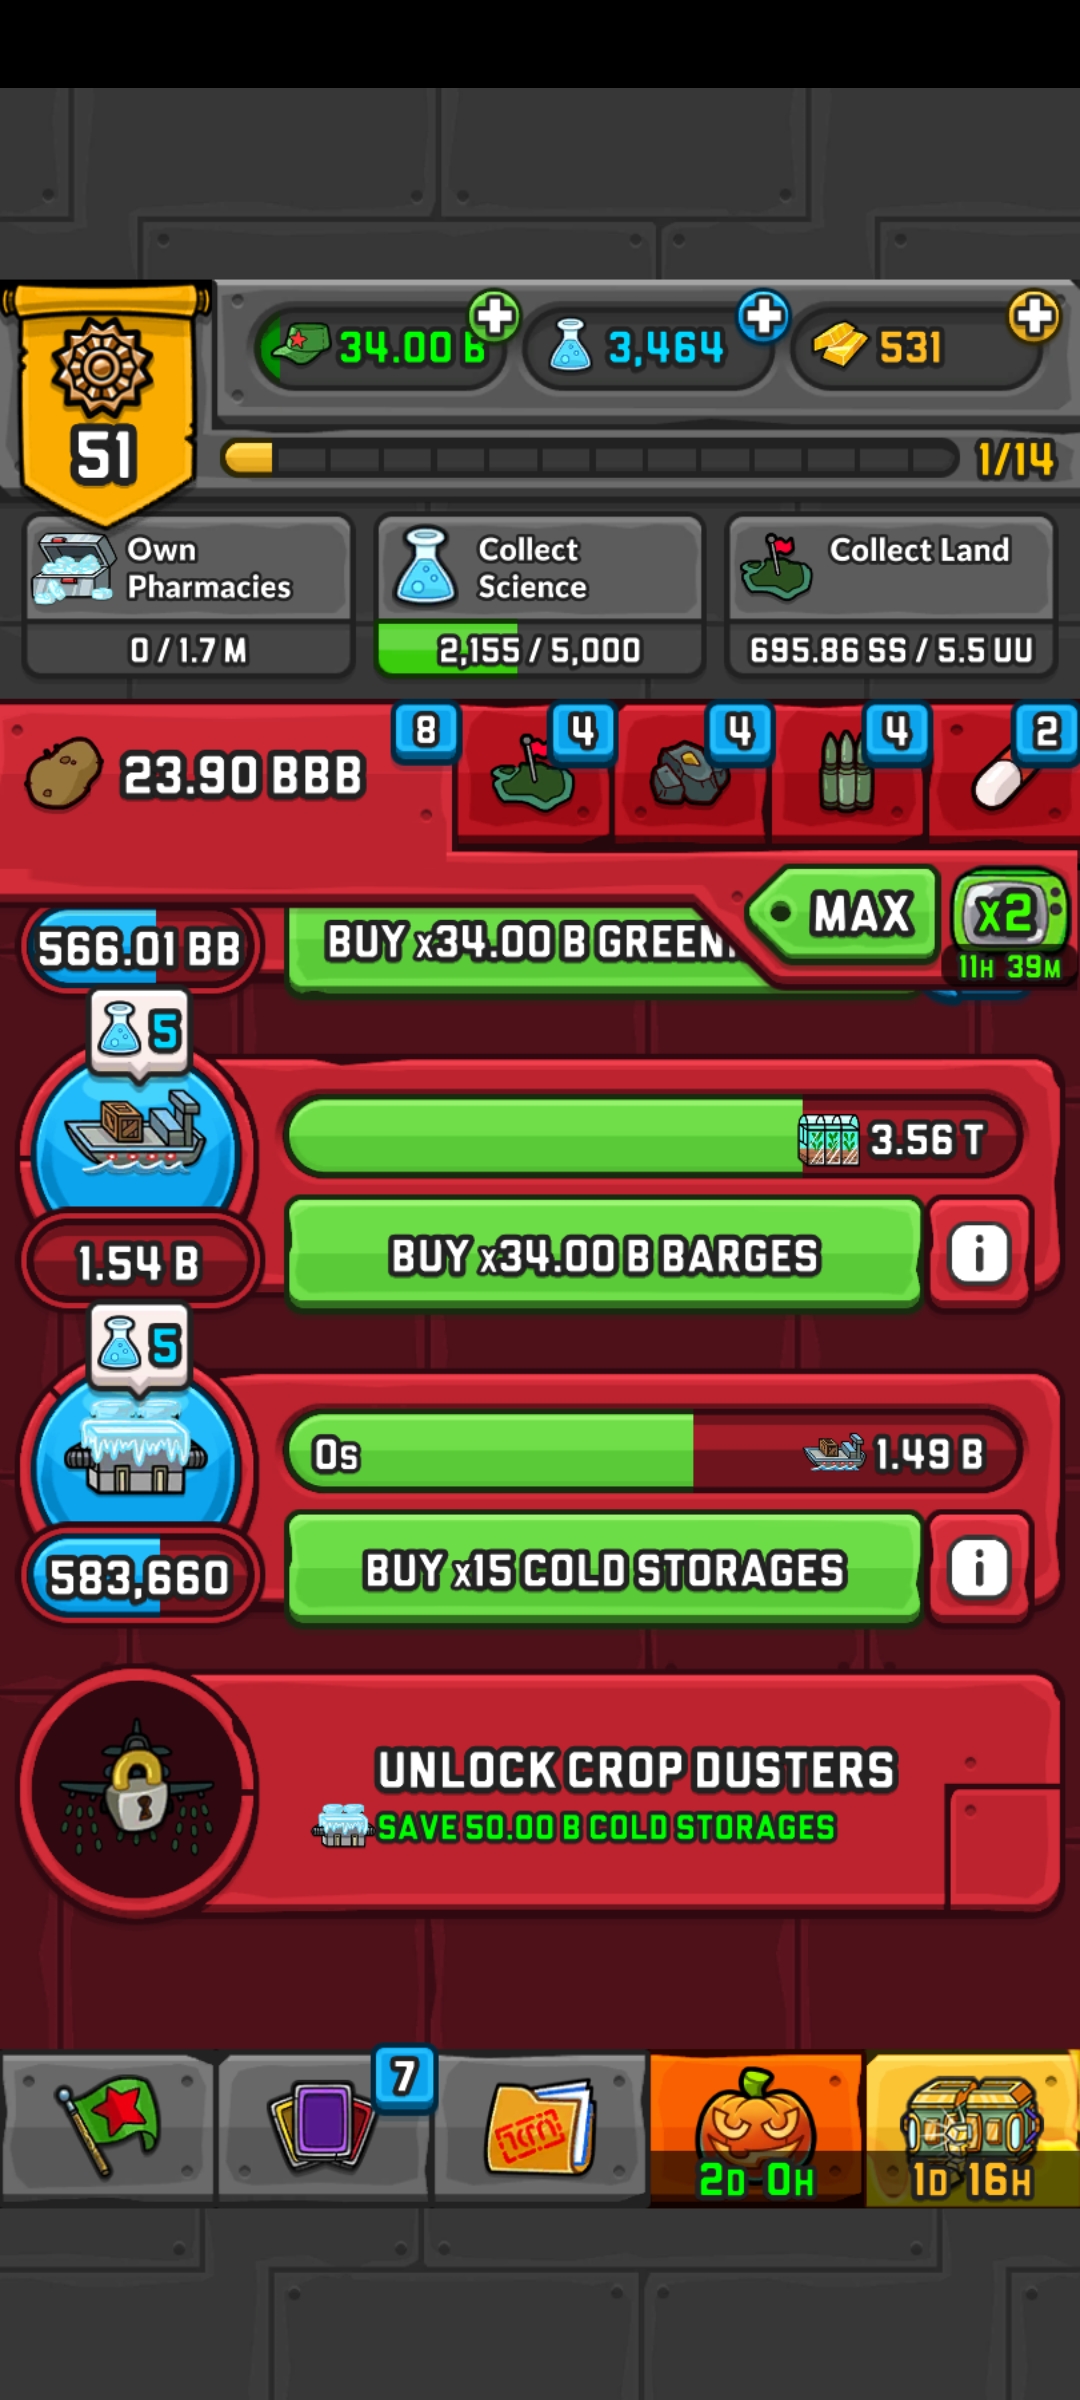 34.00 B
3,464
531
51
1/14
Own
Pharmacies
0 / 1.7 M
Collect
Science
2,155 / 5,000
Collect Land
695.86 SS / 5.5 UU
23.90 BBB
8
4
4
4
2
MAX
x2
11H 39M
566.01 BB
BUY x34.00 B GREEN
5
3.56 T
1.54 B
BUY x34.00 B BARGES
i
5
0s
1.49 B
583,660
BUY x15 COLD STORAGES
i
UNLOCK CROP DUSTERS
SAVE 50.00 B COLD STORAGES
7
2D 0H
1D 16H